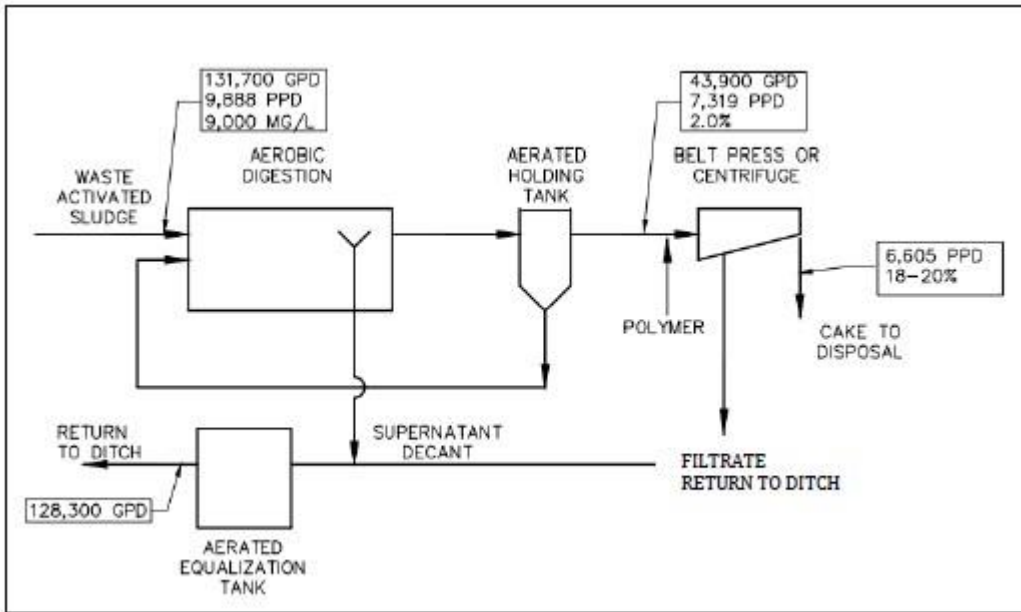 131,700 GPD
9,888 PPD
9,000 MG/L
43,900 GPD
7,319 PPD
2.0%
WASTE
ACTIVATED
SLUDGE
AEROBIC
DIGESTION
AERATED
HOLDING
TANK
BELT PRESS OR
CENTRIFUGE
6,605 PPD
18-20%
POLYMER
CAKE TO
DISPOSAL
RETURN
TO DITCH
SUPERNATANT
DECANT
FILTRATE
RETURN TO DITCH
128,300 GPD
AERATED
EQUALIZATION
TANK